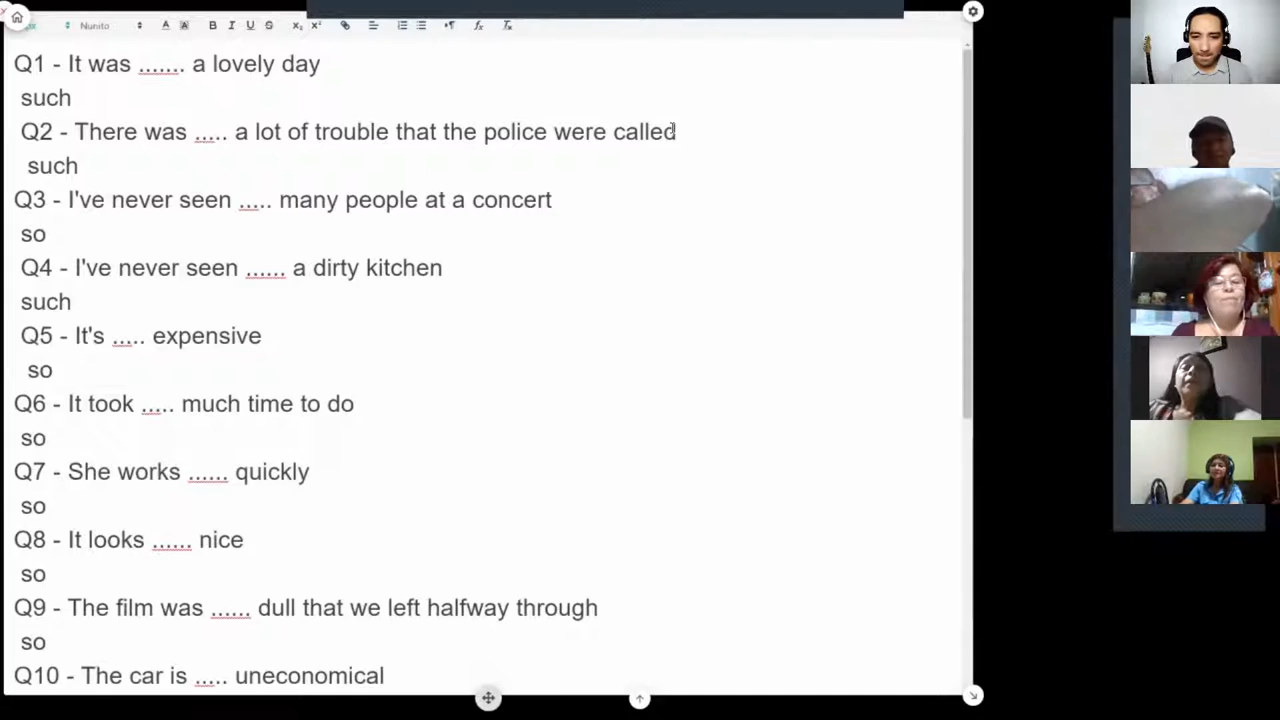 Nunito
Q1 - It was ....... a lovely day
such
Q2 - There was ..... a lot of trouble that the police were called
such
Q3 - I've never seen ..... many people at a concert
so
Q4 - I've never seen ...... a dirty kitchen
such
Q5 - It's ..... expensive
so
Q6 - It took ..... much time to do
so
Q7 - She works ...... quickly
so
Q8 - It looks ...... nice
so
Q9 - The film was ...... dull that we left halfway through
so
Q10 - The car is ..... uneconomical